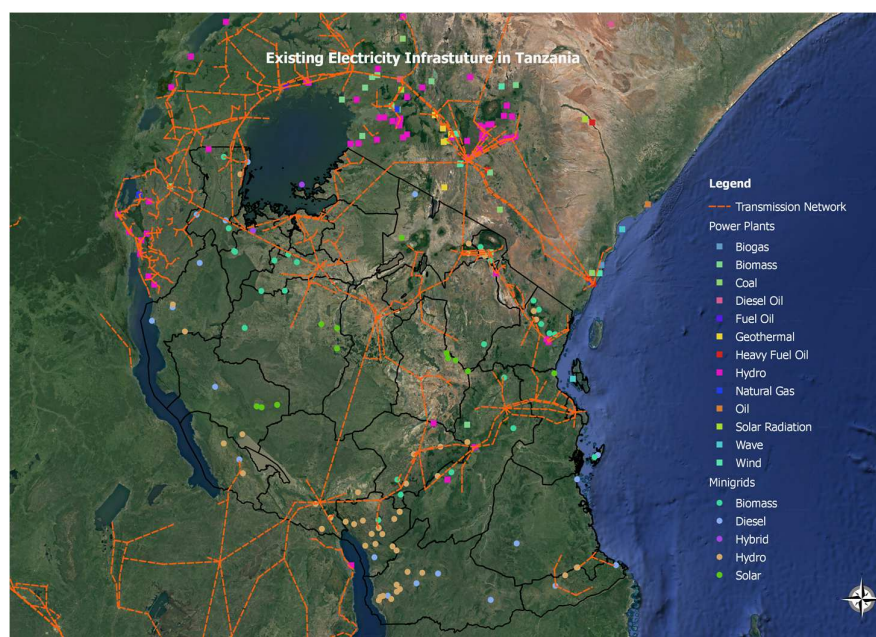 Existing Electricity Infrastuture in Tanzania
Legend
Transmission Network
Power Plants
Biogas
Biomass
Coal
Diesel Oil
Fuel Oil
Geothermal
Heavy Fuel Oil
Hydro
Natural Gas
Oil
Solar Radiation
Wave
Wind
Minigrids
Biomass
Diesel
Hybrid
Hydro
Solar